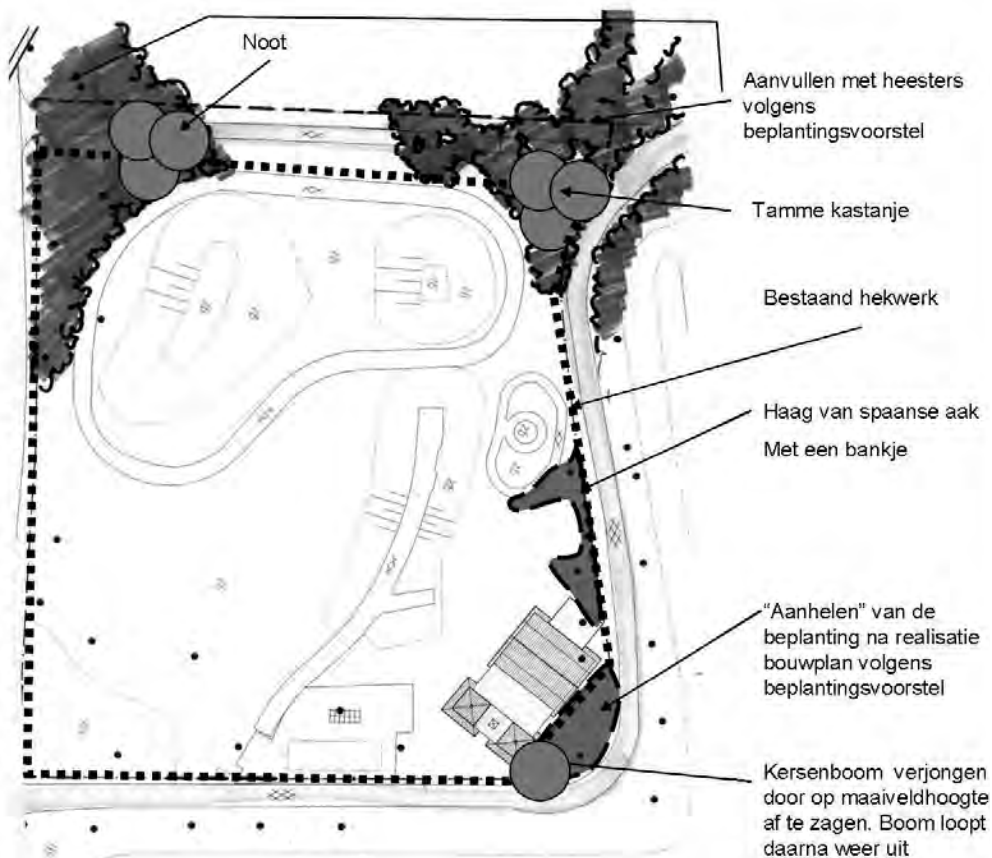 Noot
Aanvullen met heesters
volgens
beplantingsvoorstel
Tamme kastanje
Bestaand hekwerk
Haag van spaanse aak
Met een bankje
“Aanhelen” van de
beplanting na realisatie
bouwplan volgens
beplantingsvoorstel
Kersenboom verjongen
door op maaiveldhoogte
af te zagen. Boom loopt
daarna weer uit